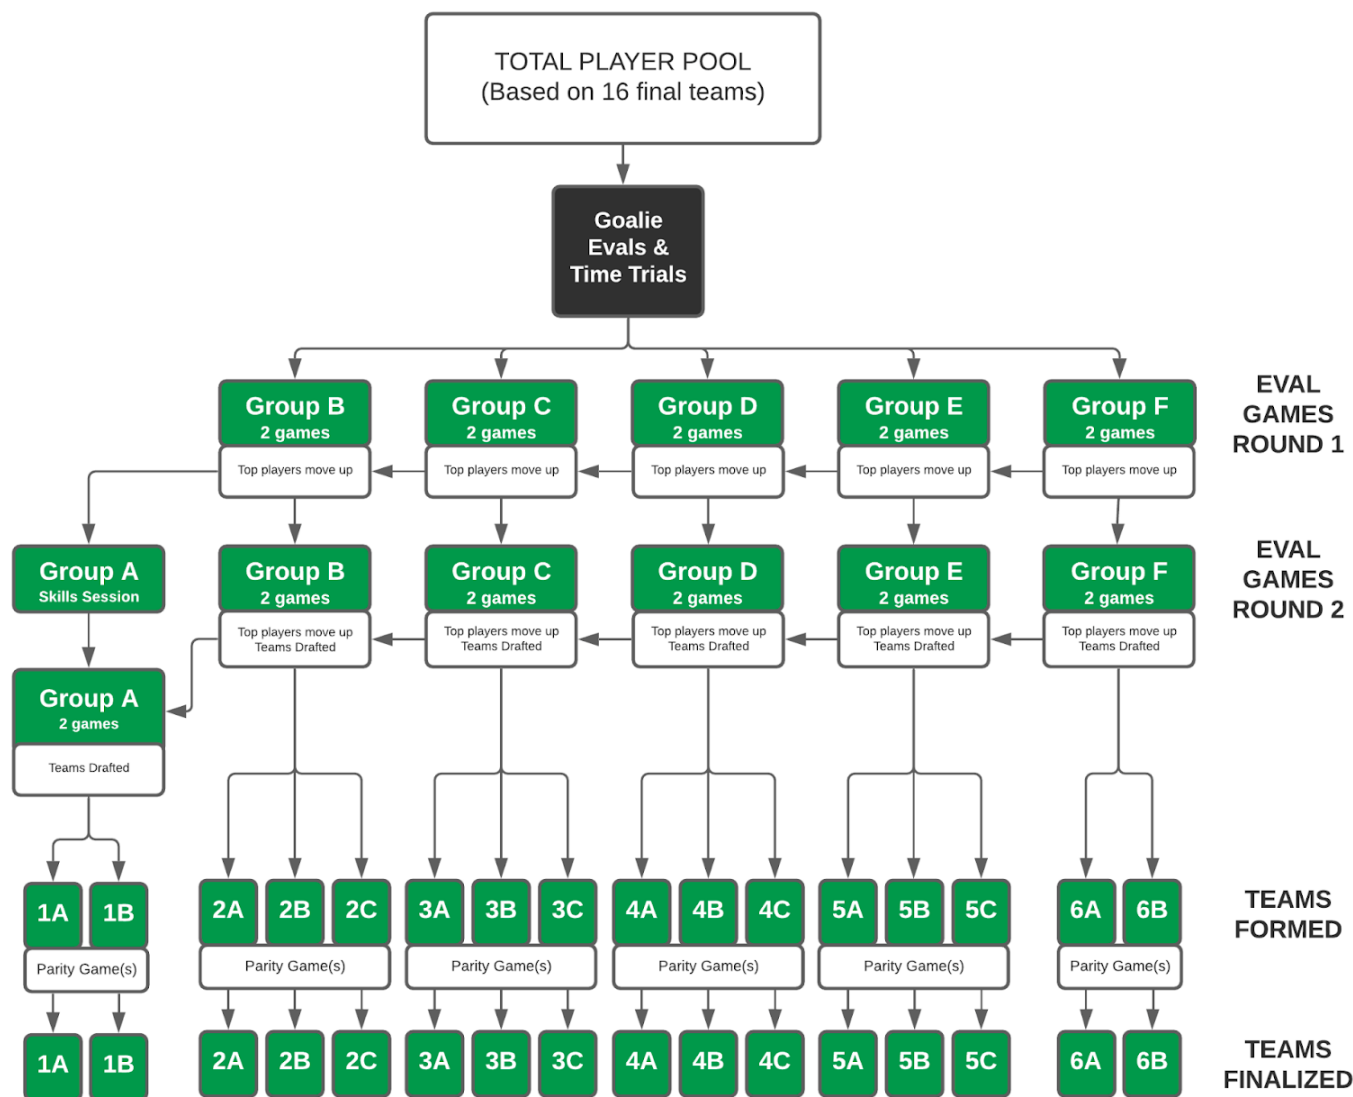 TOTAL PLAYER POOL
(Based on 16 final teams)
Goalie
Evals &
Time Trials
Group B
2 games
Top players move up
Group C
2 games
Top players move up
Group D
2 games
Top players move up
Group E
2 games
Top players move up
Group F
2 games
Top players move up
EVAL
GAMES
ROUND 1
Group A
Skills Session
Group B
2 games
Top players move up
Teams Drafted
Group C
2 games
Top players move up
Teams Drafted
Group D
2 games
Top players move up
Teams Drafted
Group E
2 games
Top players move up
Teams Drafted
Group F
2 games
Top players move up
Teams Drafted
EVAL
GAMES
ROUND 2
Group A
2 games
Teams Drafted
1A 1B 2A 2B 2C 3A 3B 3C 4A 4B 4C 5A 5B 5C 6A 6B
TEAMS
FORMED
Parity Game(s) Parity Game(s) Parity Game(s) Parity Game(s) Parity Game(s) Parity Game(s)
1A 1B 2A 2B 2C 3A 3B 3C 4A 4B 4C 5A 5B 5C 6A 6B
TEAMS
FINALIZED